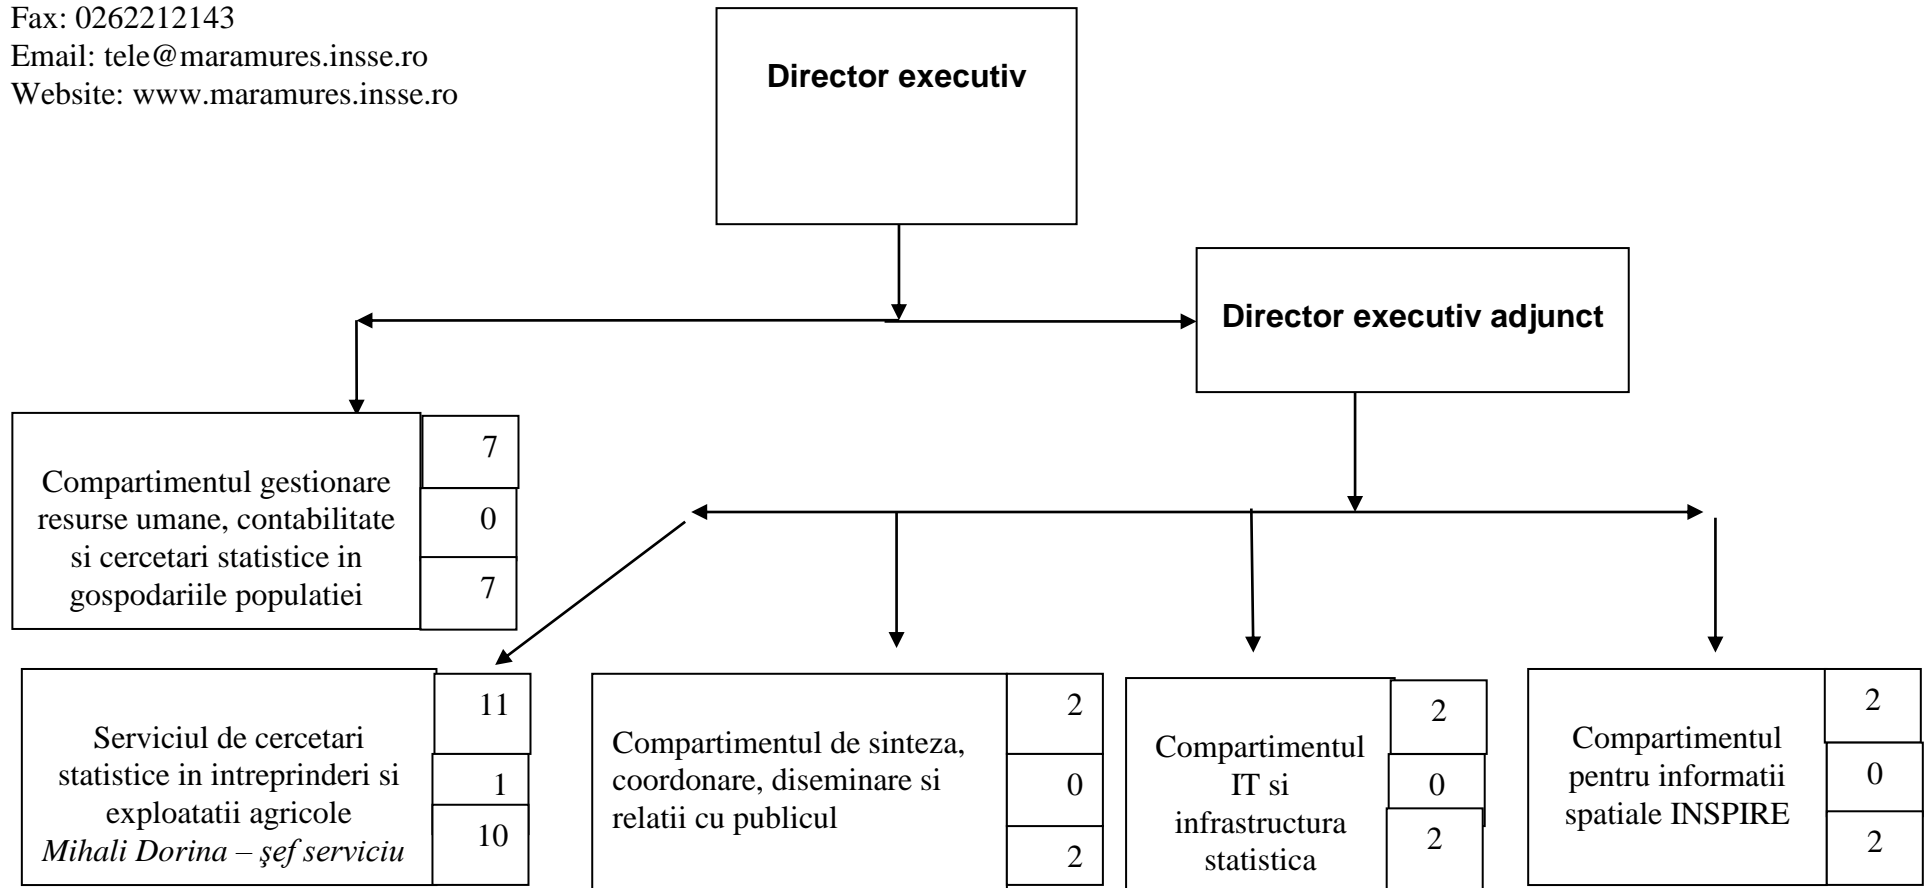 Fax: 0262212143
Email: tele@maramures.insse.ro
Website: www.maramures.insse.ro
Director executiv
Director executiv adjunct
Compartimentul gestionare
resurse umane, contabilitate
si cercetari statistice in
gospodariile populatiei
7
0
7
Serviciul de cercetari
statistice in intreprinderi si
exploatatii agricole
Mihali Dorina – şef serviciu
11
1
10
Compartimentul de sinteza,
coordonare, diseminare si
relatii cu publicul
2
0
2
Compartimentul
IT si
infrastructura
statistica
2
0
2
Compartimentul
pentru informatii
spatiale INSPIRE
2
0
2